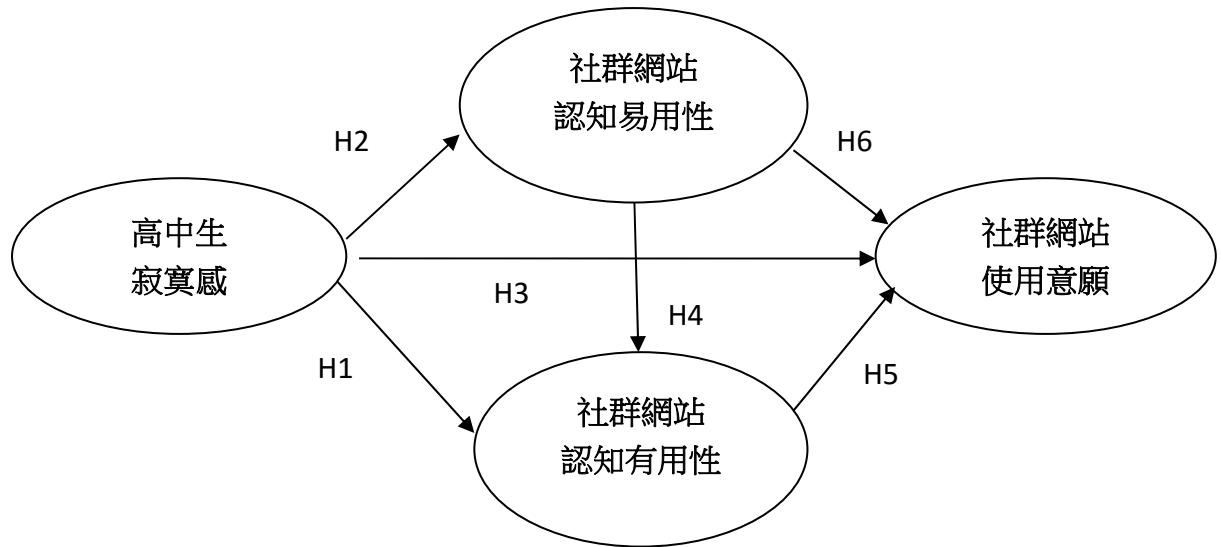 社群網站
認知易用性
H2
H6
高中生
寂寞感
社群網站
使用意願
H3
H4
H1
H5
社群網站
認知有用性